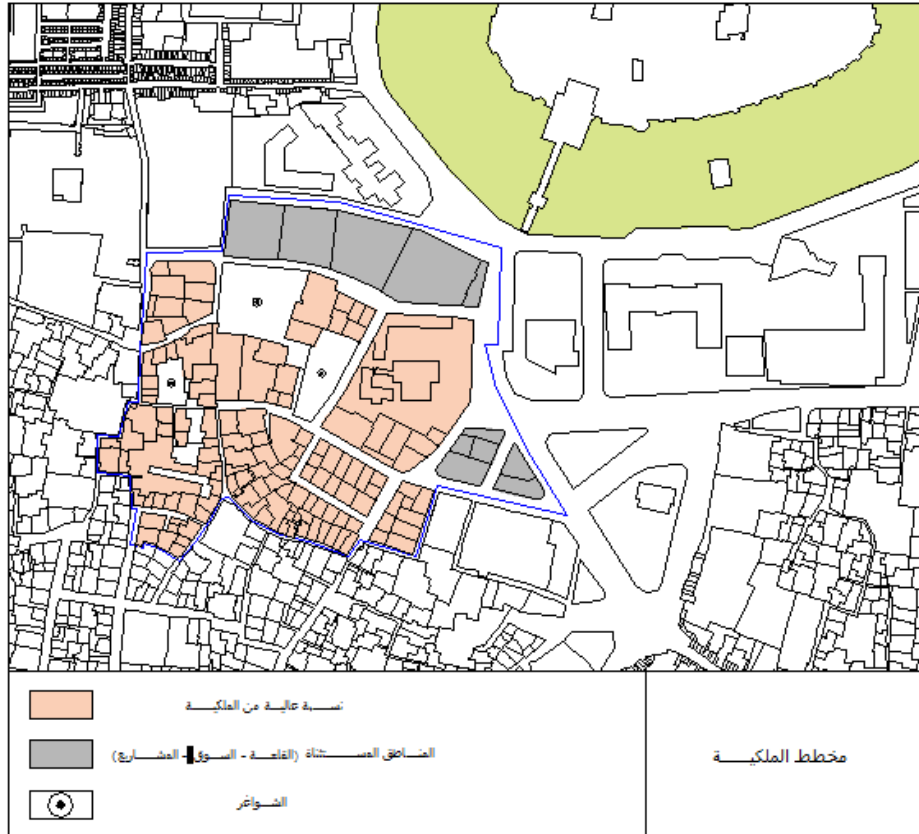 نسبة عالية من الملكية
المناطق المستثناة (القلعة - السوق - المشاريع)
الشواغر
مخطط الملكية